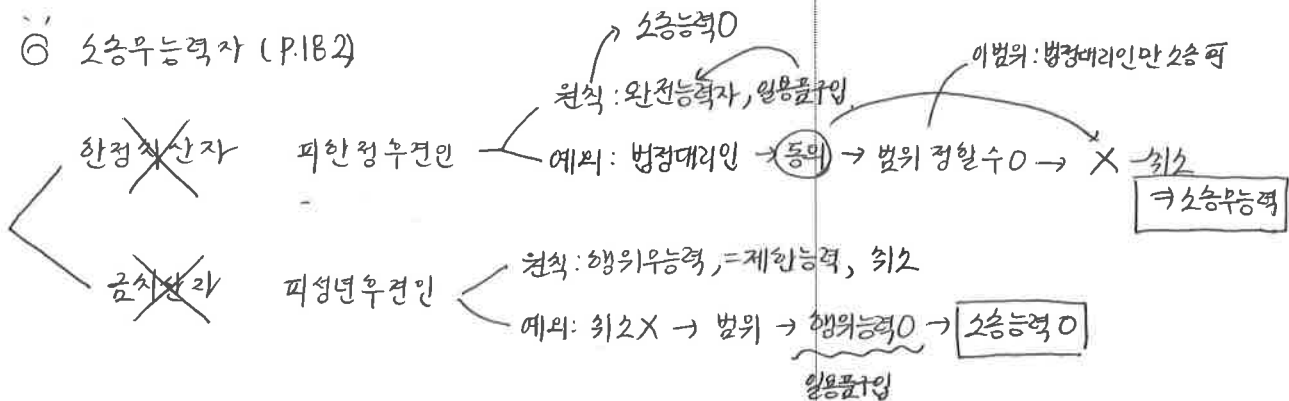 ⑥ 소송무능력자 (P.182)
→ 소송능력O
원칙 : 완전능력자, 일용품구입
이범위 : 법정대리인만 소송 可
한정치산자 피한정후견인
예외 : 법정대리인 → 동의 → 범위 정할수O → X - 취소
⇒ 소송무능력
금치산자 피성년후견인
원칙 : 행위무능력, = 제한능력, 취소
예외 : 취소X → 범위 → 행위능력O → 소송능력O
일용품구입